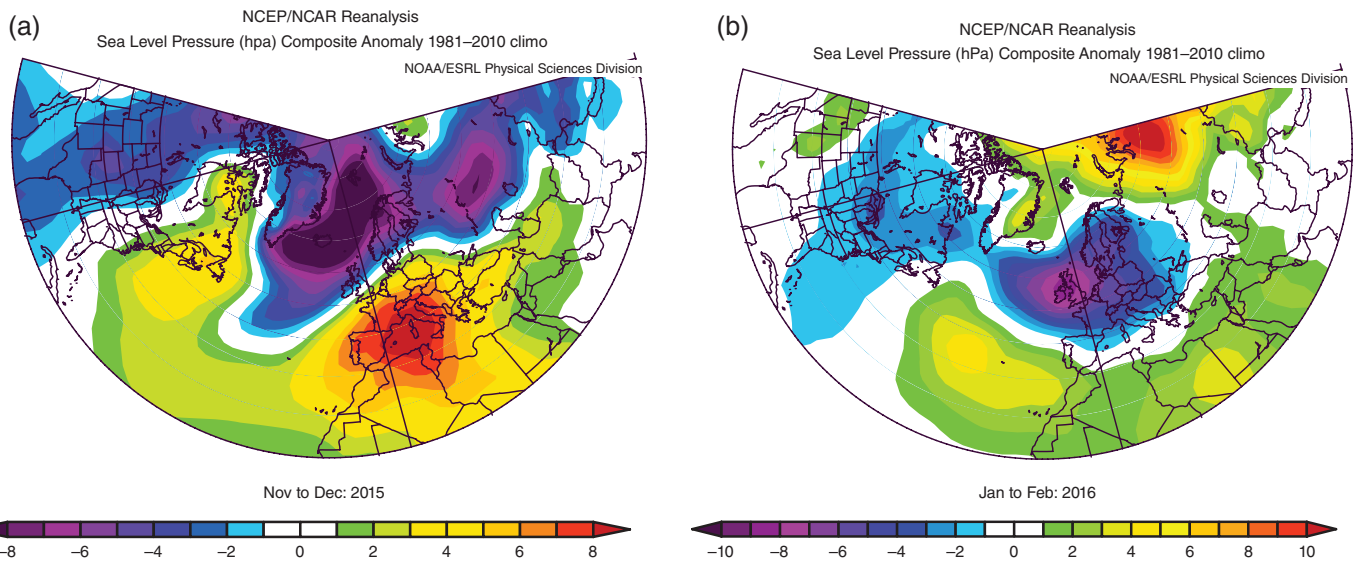 (a)
NCEP/NCAR Reanalysis
Sea Level Pressure (hpa) Composite Anomaly 1981–2010 climo
NOAA/ESRL Physical Sciences Division
Nov to Dec: 2015
−8 −6 −4 −2 0 2 4 6 8
(b)
NCEP/NCAR Reanalysis
Sea Level Pressure (hPa) Composite Anomaly 1981–2010 climo
NOAA/ESRL Physical Sciences Division
Jan to Feb: 2016
−10 −8 −6 −4 −2 0 2 4 6 8 10